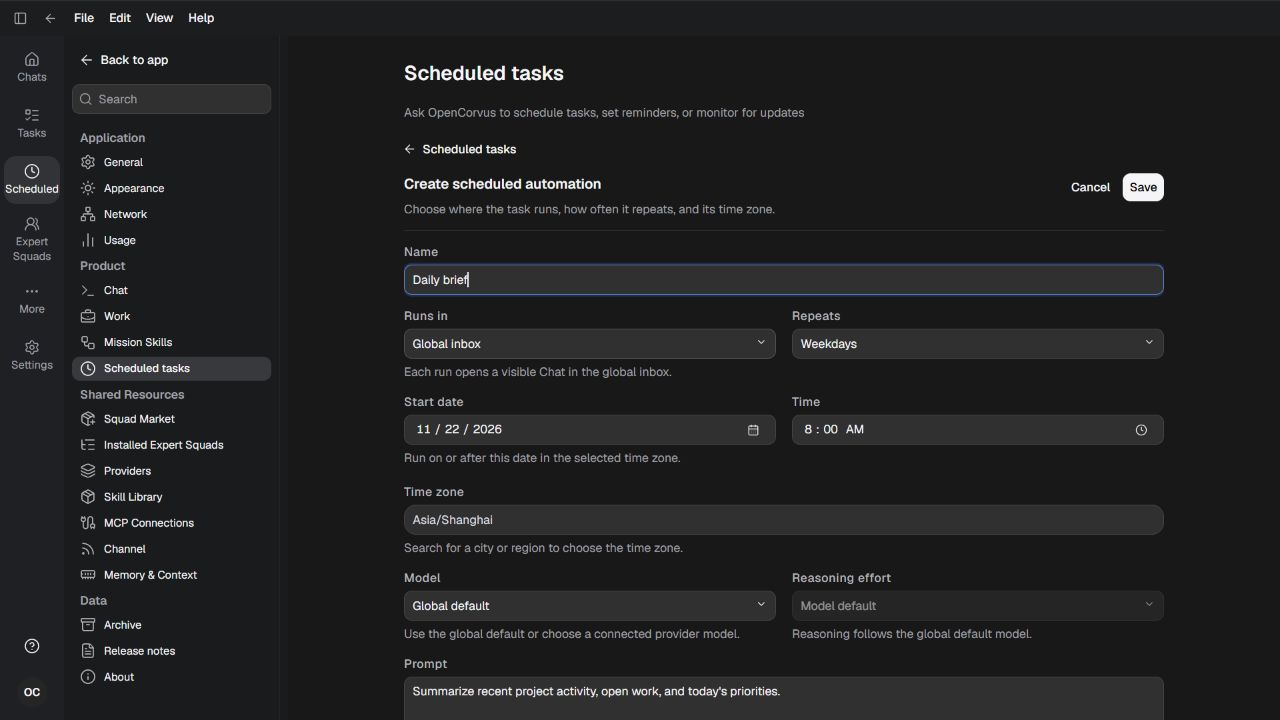 File Edit View Help
Chats
Tasks
Scheduled
Expert
Squads
More
Settings
OC
Back to app
Search
Application
General
Appearance
Network
Usage
Product
Chat
Work
Mission Skills
Scheduled tasks
Shared Resources
Squad Market
Installed Expert Squads
Providers
Skill Library
MCP Connections
Channel
Memory & Context
Data
Archive
Release notes
About
Scheduled tasks
Ask OpenCorvus to schedule tasks, set reminders, or monitor for updates
Scheduled tasks
Create scheduled automation
Cancel Save
Choose where the task runs, how often it repeats, and its time zone.
Name
Daily brief
Runs in Repeats
Global inbox Weekdays
Each run opens a visible Chat in the global inbox.
Start date Time
11 / 22 / 2026 8 : 00 AM
Run on or after this date in the selected time zone.
Time zone
Asia/Shanghai
Search for a city or region to choose the time zone.
Model Reasoning effort
Global default Model default
Use the global default or choose a connected provider model. Reasoning follows the global default model.
Prompt
Summarize recent project activity, open work, and today's priorities.